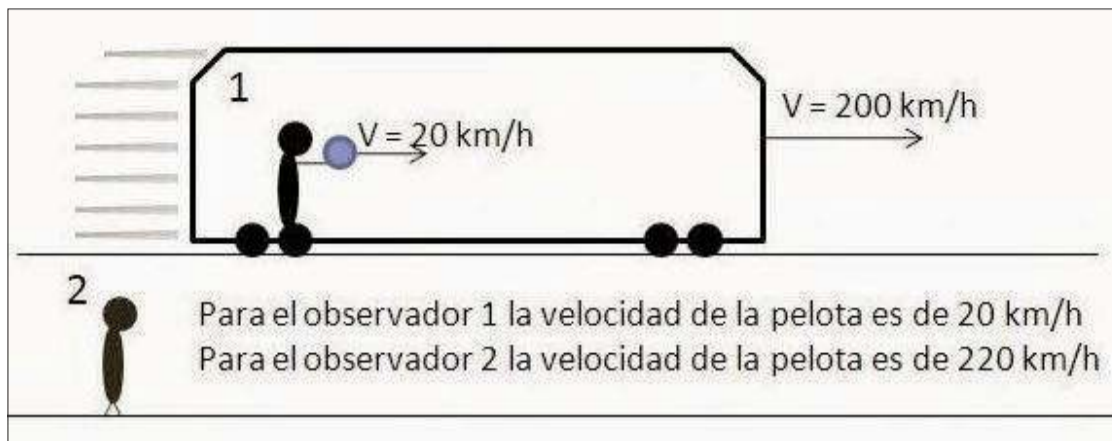 1
V = 20 km/h
V = 200 km/h
2
Para el observador 1 la velocidad de la pelota es de 20 km/h
Para el observador 2 la velocidad de la pelota es de 220 km/h